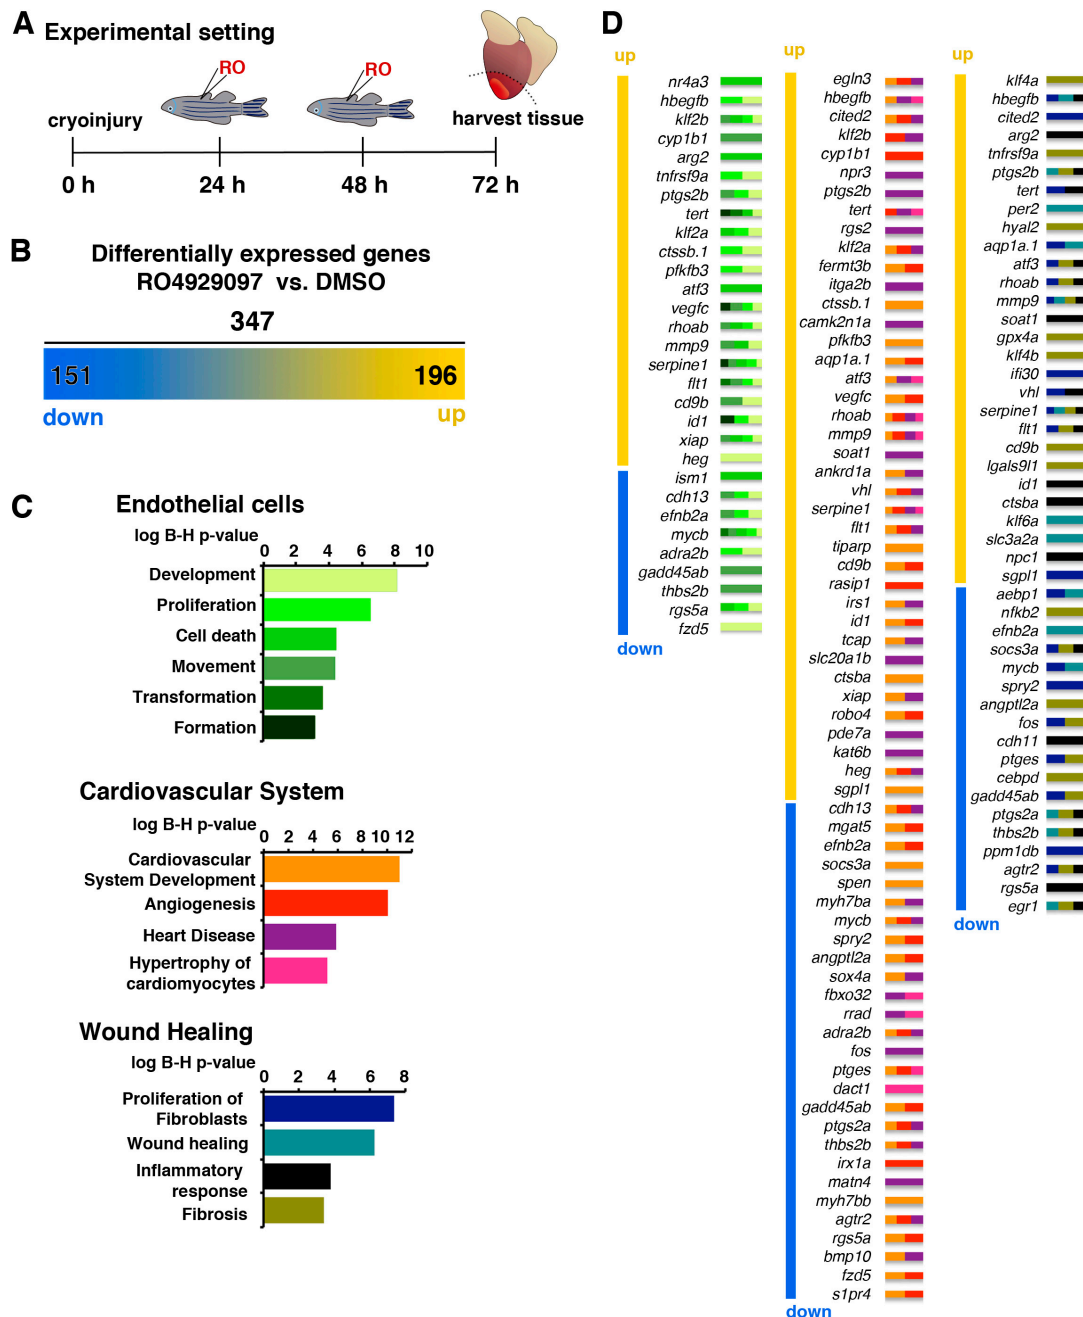 A Experimental setting
RO
RO
cryoinjury
harvest tissue
0 h
24 h
48 h
72 h
B
Differentially expressed genes
RO4929097 vs. DMSO
347
151
196
down
up
C
Endothelial cells
log B-H p-value
0 2 4 6 8 10
Development
Proliferation
Cell death
Movement
Transformation
Formation
Cardiovascular System
log B-H p-value
0 2 4 6 8 10 12
Cardiovascular
System Development
Angiogenesis
Heart Disease
Hypertrophy of
cardiomyocytes
Wound Healing
log B-H p-value
0 2 4 6 8
Proliferation of
Fibroblasts
Wound healing
Inflammatory
response
Fibrosis
D
up
nr4a3
hbegfb
klf2b
cyp1b1
arg2
tnfrsf9a
ptgs2b
tert
klf2a
ctssb.1
pfkfb3
atf3
vegfc
rhoab
mmp9
serpine1
flt1
cd9b
id1
xiap
heg
ism1
cdh13
efnb2a
mycb
adra2b
gadd45ab
thbs2b
rgs5a
fzd5
down
up
egln3
hbegfb
cited2
klf2b
cyp1b1
npr3
ptgs2b
tert
rgs2
klf2a
fermt3b
itga2b
ctssb.1
camk2n1a
pfkfb3
aqp1a.1
atf3
vegfc
rhoab
mmp9
soat1
ankrd1a
vhl
serpine1
flt1
tiparp
cd9b
rasip1
irs1
id1
tcap
slc20a1b
ctsba
xiap
robo4
pde7a
kat6b
heg
sgpl1
cdh13
mgat5
efnb2a
socs3a
spen
myh7ba
mycb
spry2
angptl2a
sox4a
fbxo32
rrad
adra2b
fos
ptges
dact1
gadd45ab
ptgs2a
thbs2b
irx1a
matn4
myh7bb
agtr2
rgs5a
bmp10
fzd5
s1pr4
down
up
klf4a
hbegfb
cited2
arg2
tnfrsf9a
ptgs2b
tert
per2
hyal2
aqp1a.1
atf3
rhoab
mmp9
soat1
gpx4a
klf4b
ifi30
vhl
serpine1
flt1
cd9b
lgals9l1
id1
ctsba
klf6a
slc3a2a
npc1
sgpl1
aebp1
nfkb2
efnb2a
socs3a
mycb
spry2
angptl2a
fos
cdh11
ptges
cebpd
gadd45ab
ptgs2a
thbs2b
ppm1db
agtr2
rgs5a
egr1
down